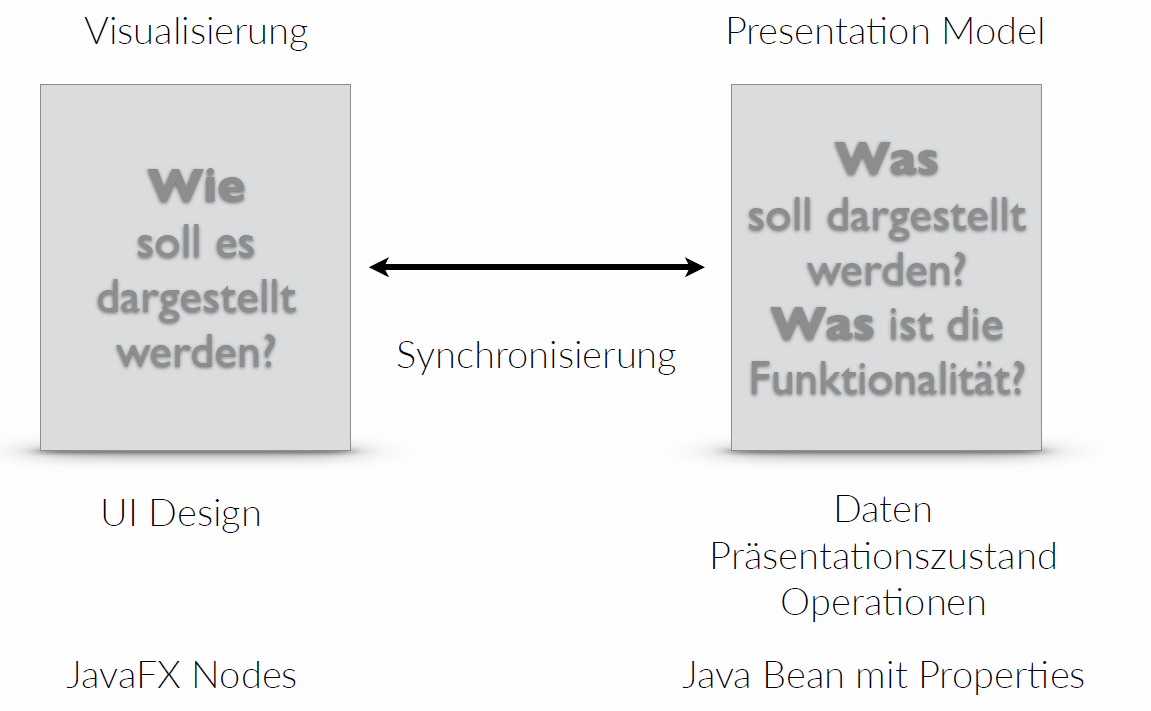 Visualisierung
Presentation Model
Wie
soll es
dargestellt
werden?
Synchronisierung
Was
soll dargestellt
werden?
Was ist die
Funktionalität?
UI Design
Daten
Präsentationszustand
Operationen
JavaFX Nodes
Java Bean mit Properties